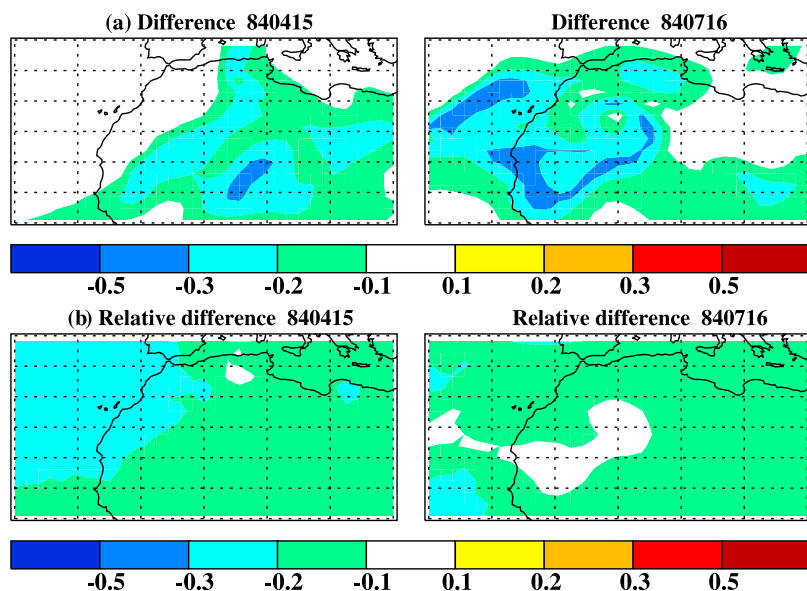 (a) Difference 840415
Difference 840716
-0.5 -0.3 -0.2 -0.1 0.1 0.2 0.3 0.5
(b) Relative difference 840415
Relative difference 840716
-0.5 -0.3 -0.2 -0.1 0.1 0.2 0.3 0.5